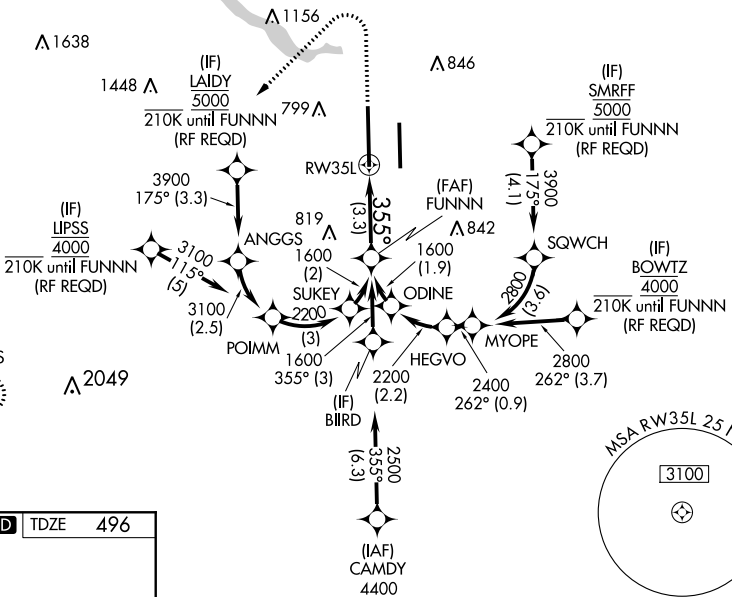 1156
1638
846
(IF)
LAIDY
5000
210K until FUNNN
(RF REQD)
1448
799
(IF)
SMRFF
5000
210K until FUNNN
(RF REQD)
RW35L
3900
175° (3.3)
355°
(3.3)
(FAF)
FUNNN
3900
175°
(4.1)
(IF)
LIPSS
4000
210K until FUNNN
(RF REQD)
3100
115°
(5)
ANGGS
819
842
SQWCH
1600
(2)
1600
(1.9)
(IF)
BOWTZ
4000
210K until FUNNN
(RF REQD)
3100
(2.5)
SUKEY
ODINE
2800
(3.6)
2200
(3)
POIMM
MYOPE
HEGVO
1600
355° (3)
2200
(2.2)
2400
262° (0.9)
2800
262° (3.7)
S
2049
(IF)
BIIRD
2500
355°
(6.3)
MSA RW35L 25
3100
D TDZE 496
(IAF)
CAMDY
4400